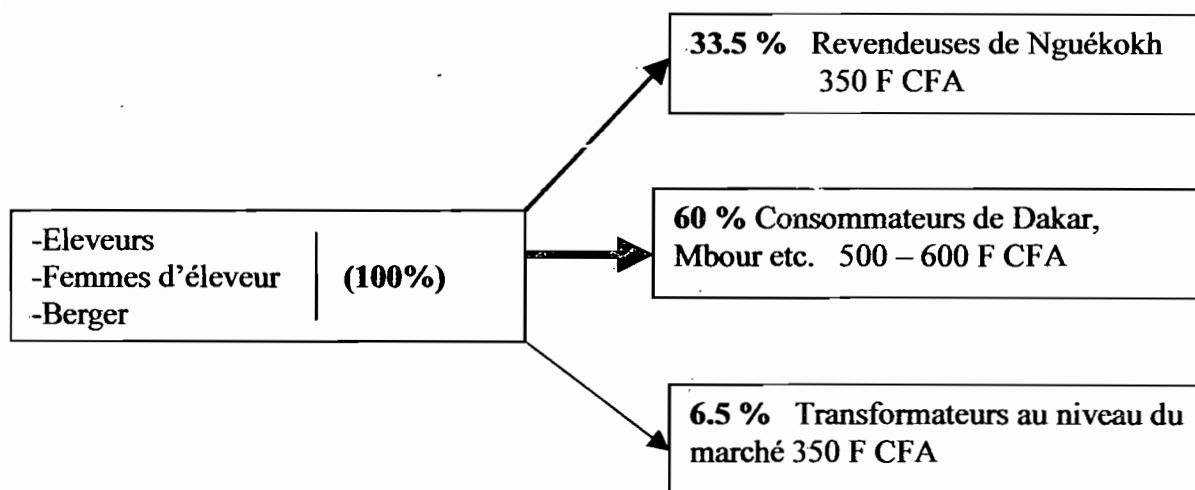 33.5 % Revendeuses de Nguékokh
350 F CFA
-Eleveurs
-Femmes d'éleveur
-Berger
(100%)
60 % Consommateurs de Dakar,
Mbour etc. 500 – 600 F CFA
6.5 % Transformateurs au niveau du
marché 350 F CFA